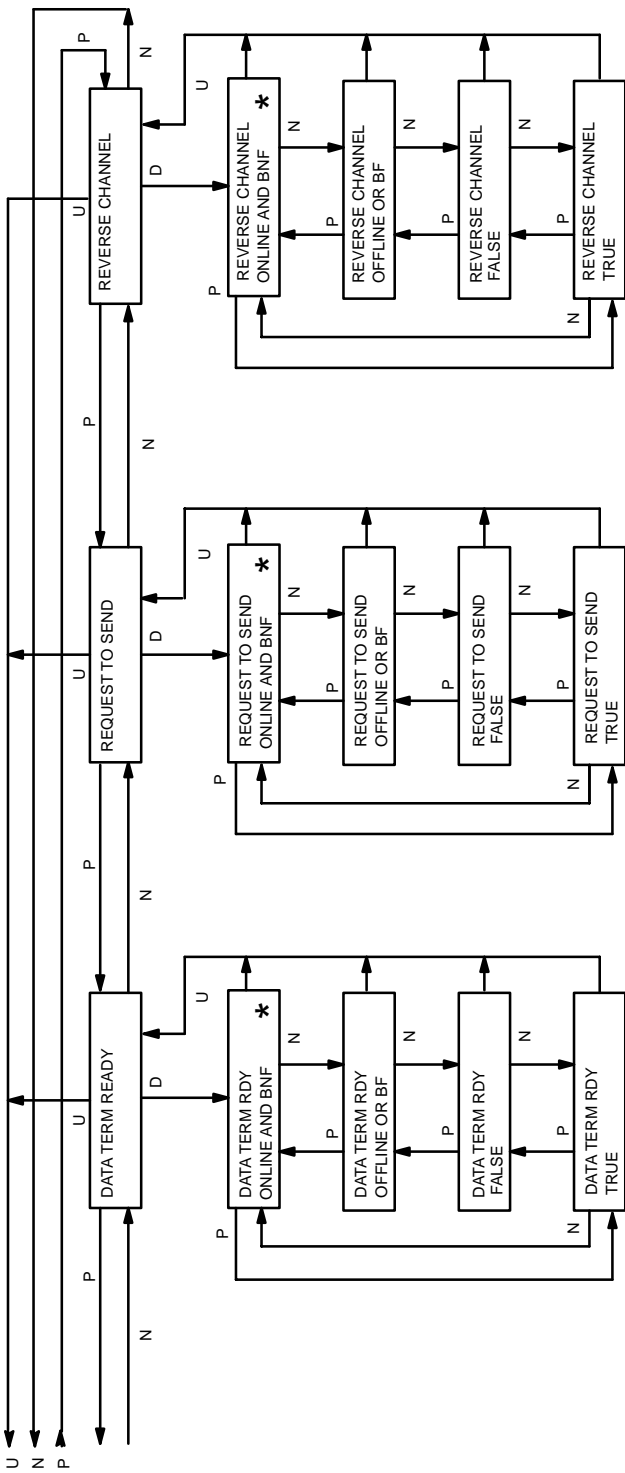 U
N
P
P
U
P
U
P
U
P
DATA TERM READY
REQUEST TO SEND
REVERSE CHANNEL
N
D
N
D
N
D
N
P
U
P
U
P
U
DATA TERM RDY
ONLINE AND BNF
*
REQUEST TO SEND
ONLINE AND BNF
*
REVERSE CHANNEL
ONLINE AND BNF
*
P
N
P
N
P
N
DATA TERM RDY
OFFLINE OR BF
REQUEST TO SEND
OFFLINE OR BF
REVERSE CHANNEL
OFFLINE OR BF
P
N
P
N
P
N
DATA TERM RDY
FALSE
REQUEST TO SEND
FALSE
REVERSE CHANNEL
FALSE
N
P
N
N
P
N
N
P
N
DATA TERM RDY
TRUE
REQUEST TO SEND
TRUE
REVERSE CHANNEL
TRUE